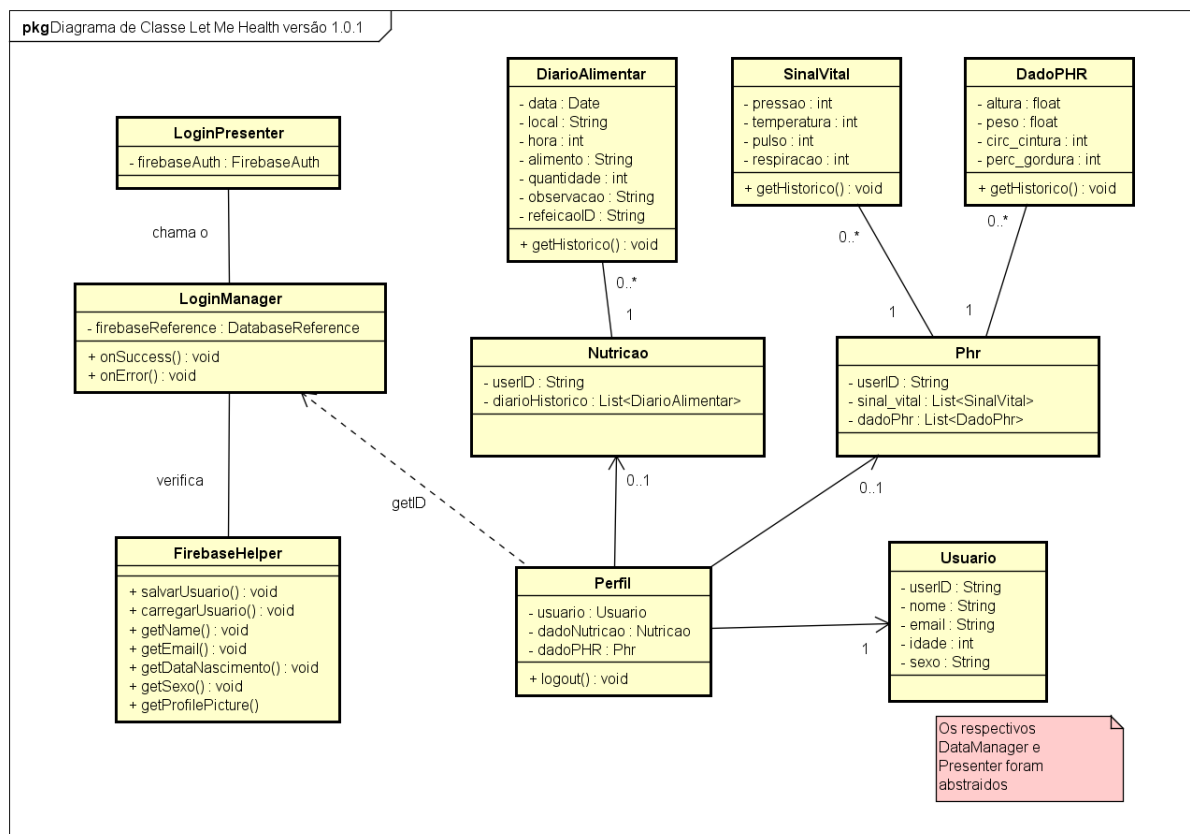 pkg Diagrama de Classe Let Me Health versão 1.0.1
LoginPresenter
- firebaseAuth : FirebaseAuth
chama o
LoginManager
- firebaseReference : DatabaseReference
+ onSuccess() : void
+ onError() : void
verifica
getID
FirebaseHelper
+ salvarUsuario() : void
+ carregarUsuario() : void
+ getName() : void
+ getEmail() : void
+ getDataNascimento() : void
+ getSexo() : void
+ getProfilePicture()
DiarioAlimentar
- data : Date
- local : String
- hora : int
- alimento : String
- quantidade : int
- observacao : String
- refeicaoID : String
+ getHistorico() : void
0..*
1
Nutricao
- userID : String
- diarioHistorico : List<DiarioAlimentar>
0..1
SinalVital
- pressao : int
- temperatura : int
- pulso : int
- respiracao : int
+ getHistorico() : void
0..*
1
DadoPHR
- altura : float
- peso : float
- circ_cintura : int
- perc_gordura : int
+ getHistorico() : void
0..*
1
Phr
- userID : String
- sinal_vital : List<SinalVital>
- dadoPhr : List<DadoPhr>
0..1
Perfil
- usuario : Usuario
- dadoNutricao : Nutricao
- dadoPHR : Phr
+ logout() : void
1
Usuario
- userID : String
- nome : String
- email : String
- idade : int
- sexo : String
Os respectivos
DataManager e
Presenter foram
abstraidos